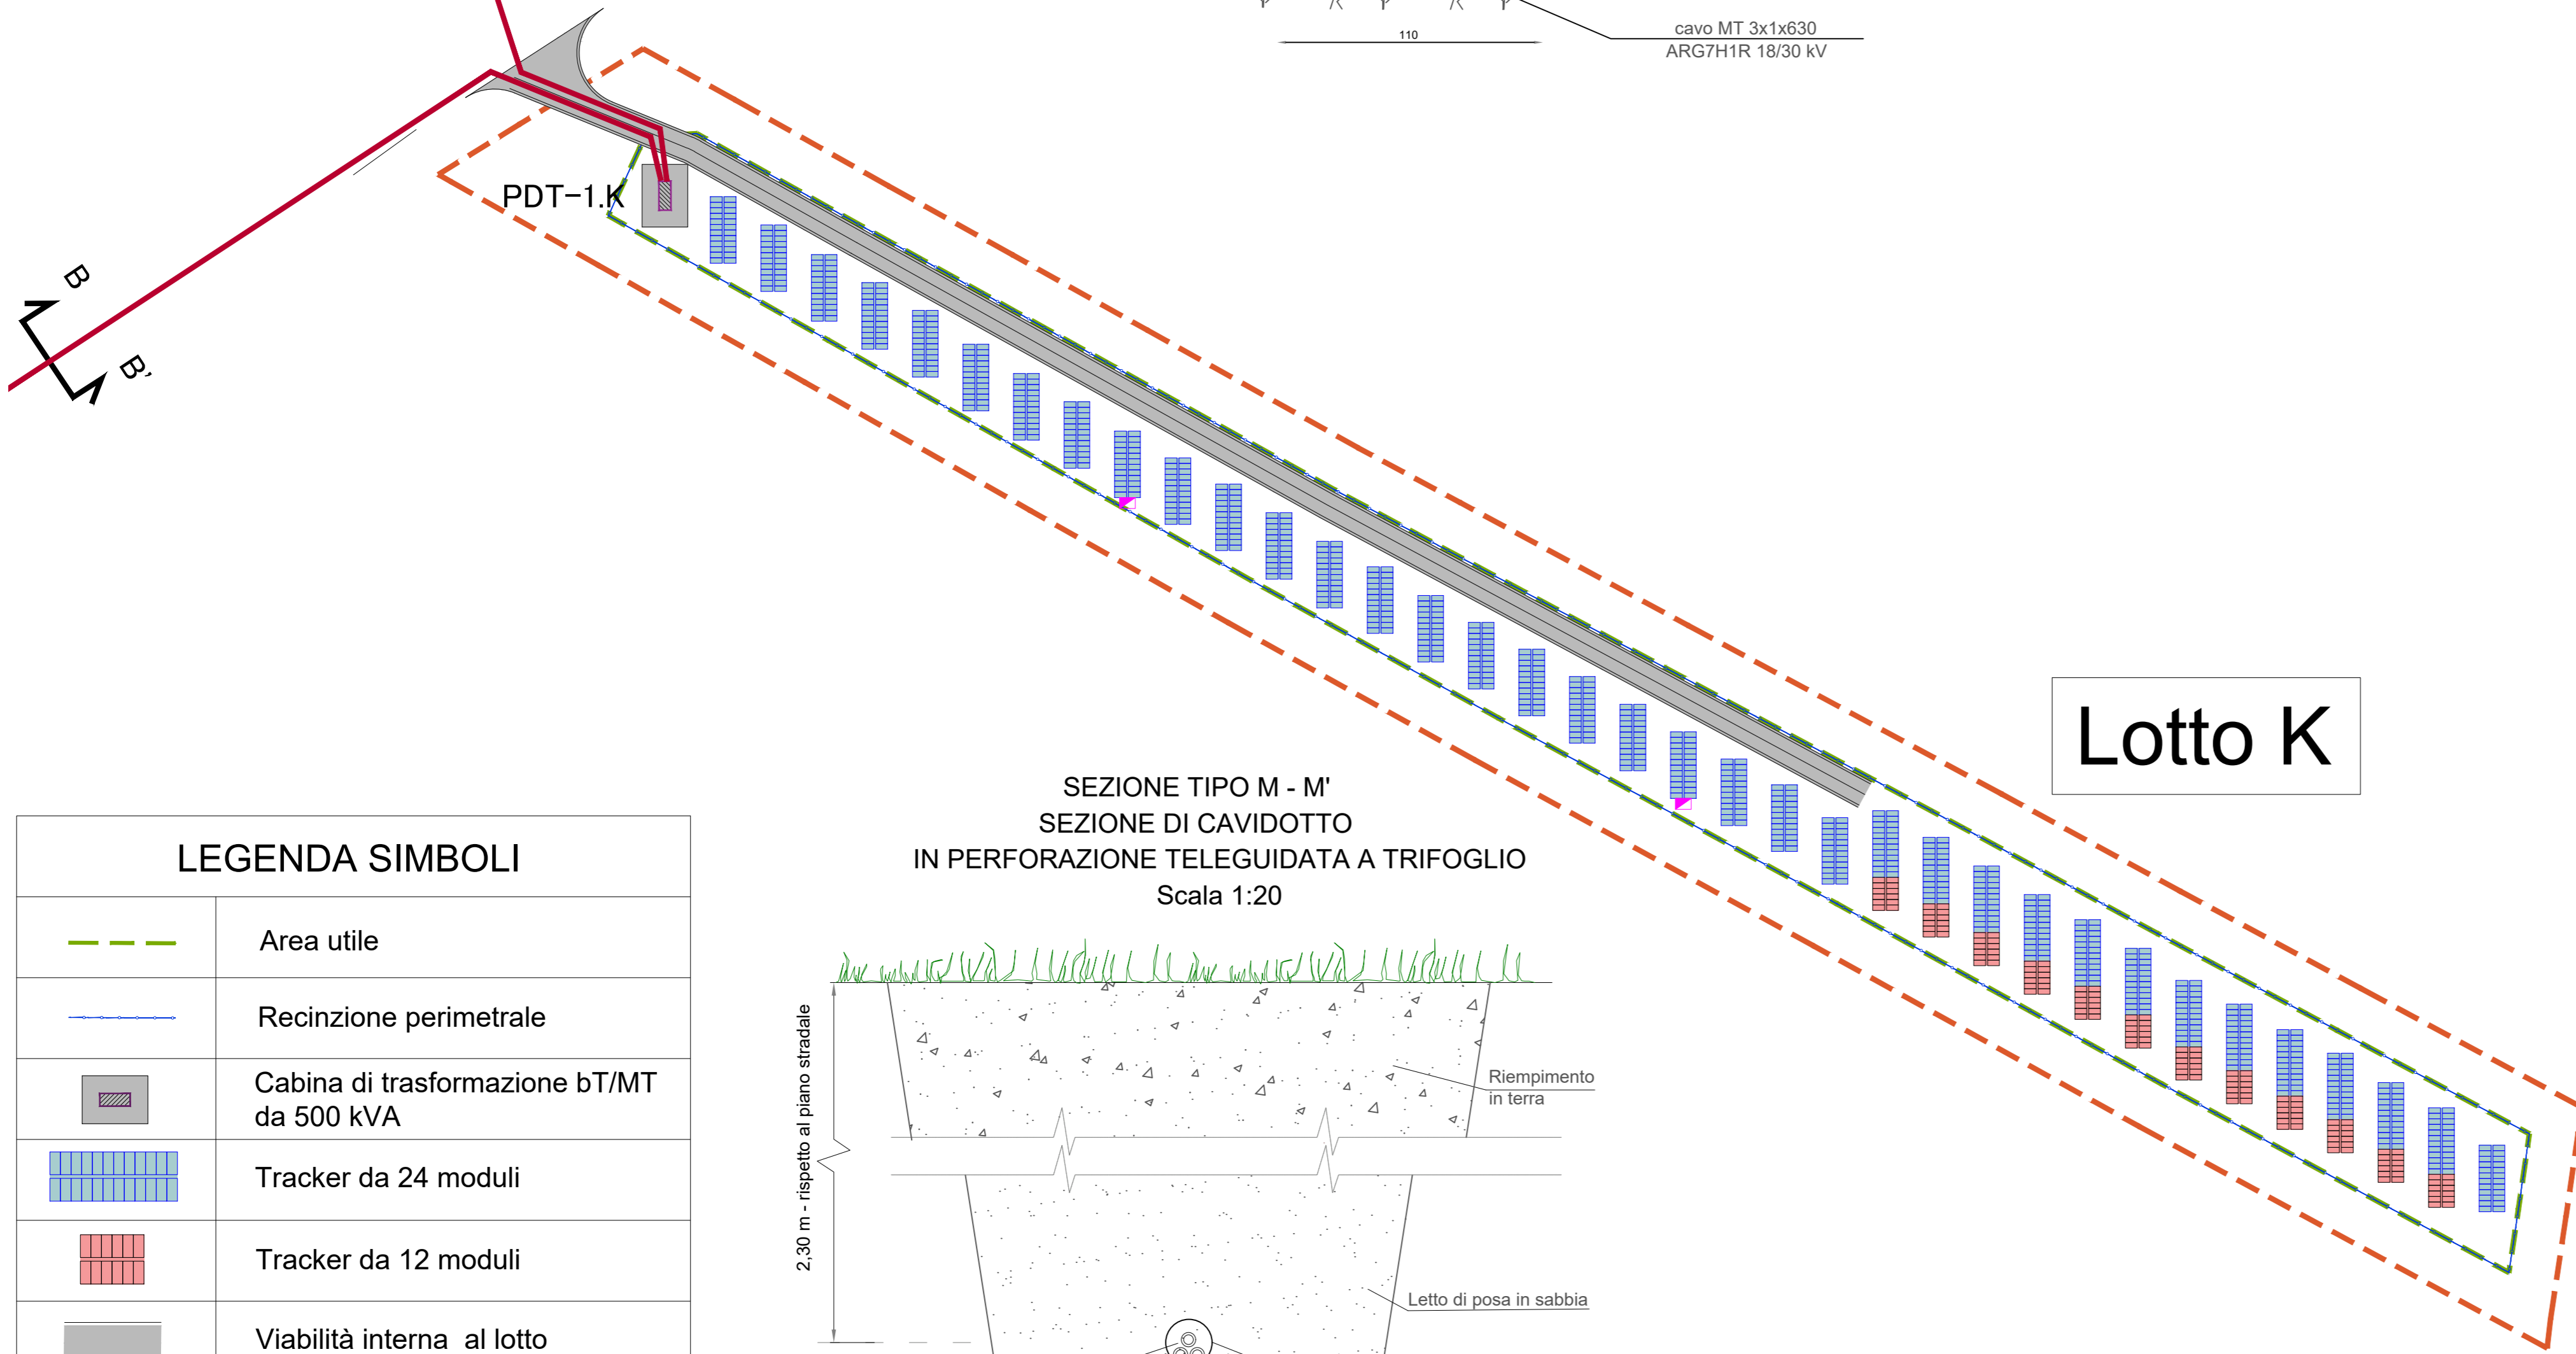 110
cavo MT 3x1x630
ARG7H1R 18/30 kV
PDT-1.K
B
B'
Lotto K
SEZIONE TIPO M - M'
SEZIONE DI CAVIDOTTO
IN PERFORAZIONE TELEGUIDATA A TRIFOGLIO
Scala 1:20
2,30 m - rispetto al piano stradale
Riempimento
in terra
Letto di posa in sabbia
LEGENDA SIMBOLI
Area utile
Recinzione perimetrale
Cabina di trasformazione bT/MT
da 500 kVA
Tracker da 24 moduli
Tracker da 12 moduli
Viabilità interna al lotto